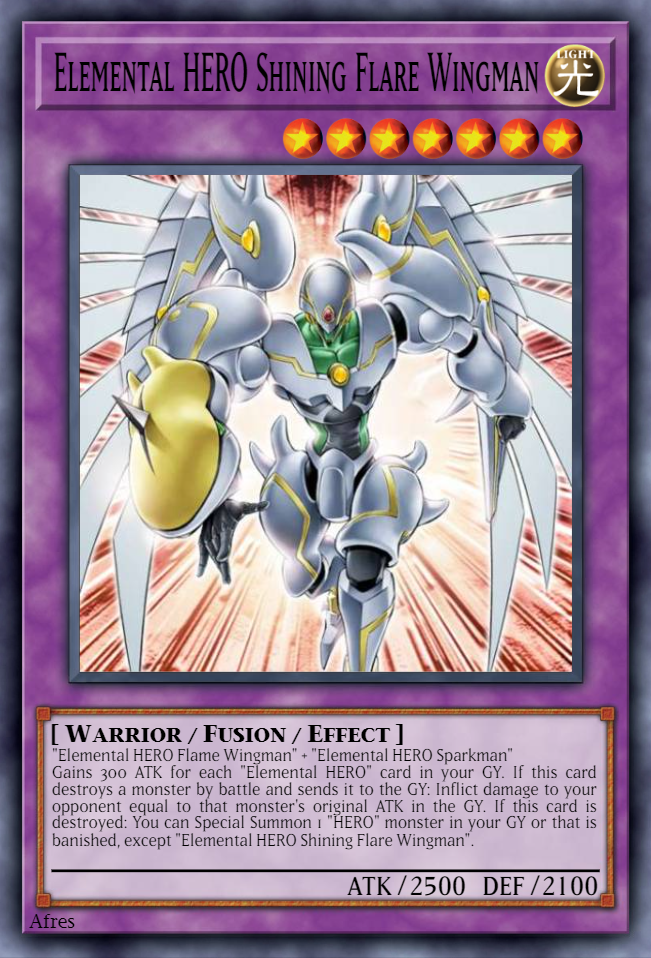 Elemental HERO Shining Flare Wingman
LIGHT
光
[ Warrior / Fusion / Effect ]
"Elemental HERO Flame Wingman" + "Elemental HERO Sparkman"
Gains 300 ATK for each "Elemental HERO" card in your GY. If this card
destroys a monster by battle and sends it to the GY: Inflict damage to your
opponent equal to that monster's original ATK in the GY. If this card is
destroyed: You can Special Summon 1 "HERO" monster in your GY or that is
banished, except "Elemental HERO Shining Flare Wingman".
ATK/2500 DEF/2100
Afres